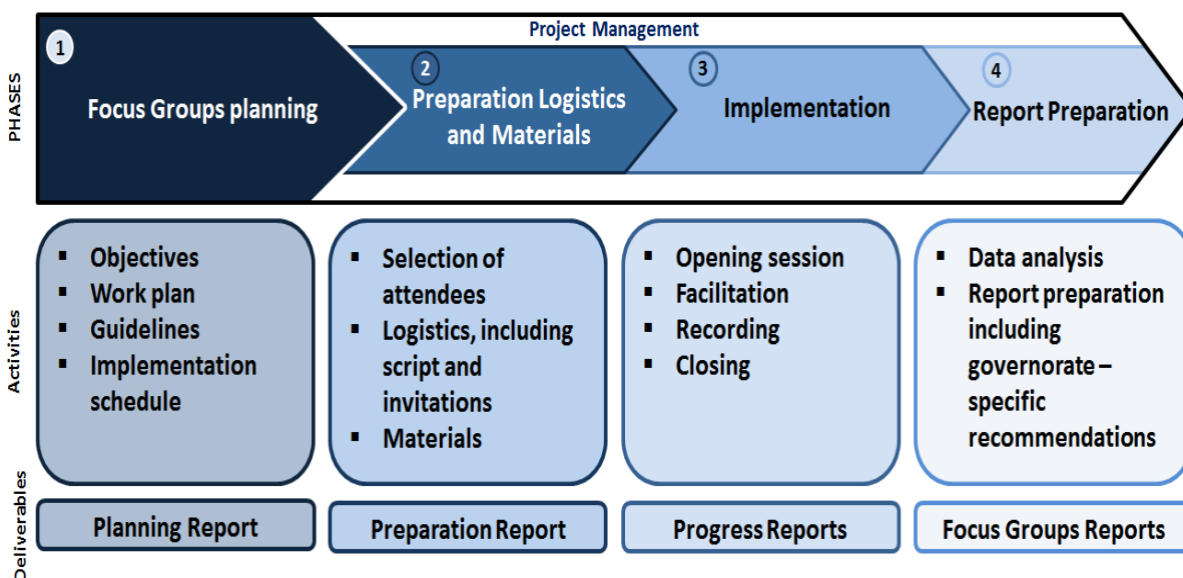 Project Management
PHASES
1
Focus Groups planning
2
Preparation Logistics
and Materials
3
Implementation
4
Report Preparation
Activities
▪ Objectives
▪ Work plan
▪ Guidelines
▪ Implementation
schedule
▪ Selection of
attendees
▪ Logistics, including
script and
invitations
▪ Materials
▪ Opening session
▪ Facilitation
▪ Recording
▪ Closing
▪ Data analysis
▪ Report preparation
including
governorate –
specific
recommendations
Deliverables
Planning Report
Preparation Report
Progress Reports
Focus Groups Reports